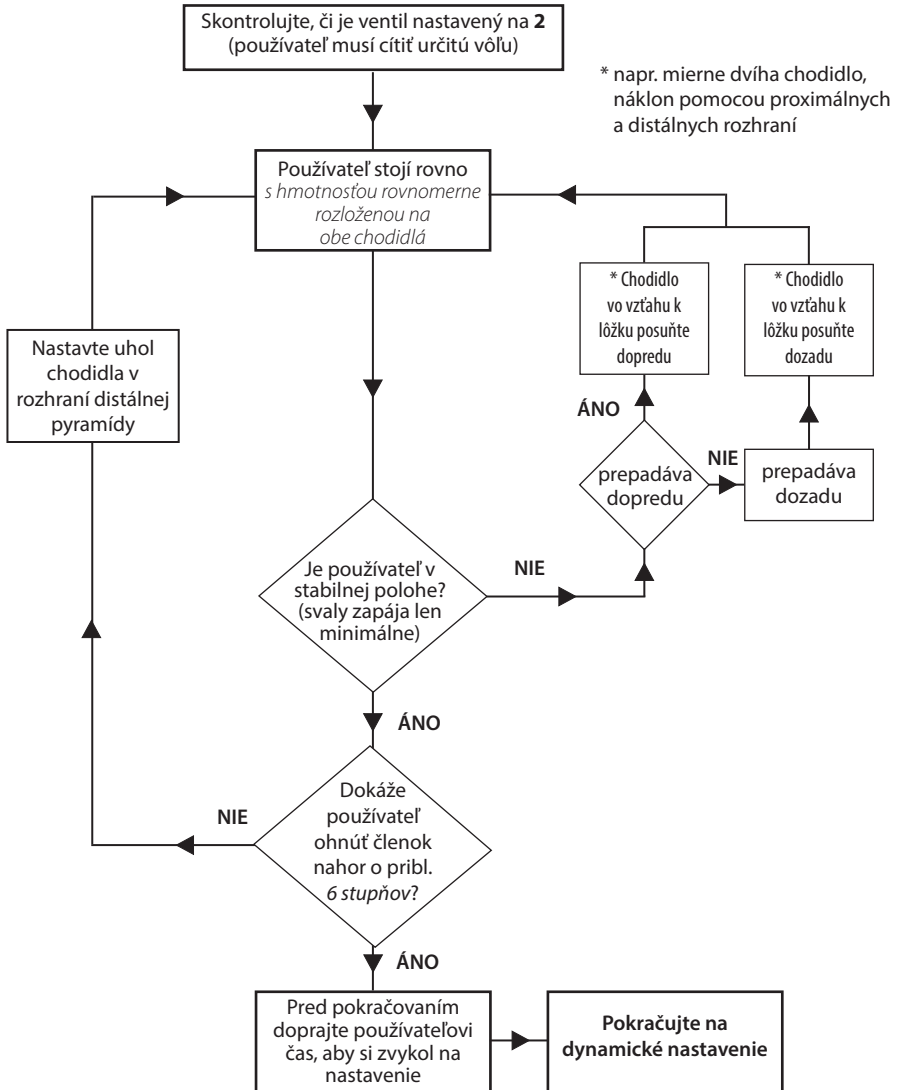 Skontrolujte, či je ventil nastavený na 2
(používateľ musí cítiť určitú vôľu)
* napr. mierne dvíha chodidlo,
náklon pomocou proximálnych
a distálnych rozhraní
Používateľ stojí rovno
s hmotnosťou rovnomerne
rozloženou na
obe chodidlá
* Chodidlo
vo vzťahu k
lôžku posuňte
dopredu
* Chodidlo
vo vzťahu k
lôžku posuňte
dozadu
Nastavte uhol
chodidla v
rozhraní distálnej
pyramídy
ÁNO
prepadáva
dopredu
NIE
prepadáva
dozadu
Je používateľ v
stabilnej polohe?
(svaly zapája len
minimálne)
NIE
ÁNO
Dokáže
používateľ
ohnúť členok
nahor o pribl.
6 stupňov?
NIE
ÁNO
Pred pokračovaním
doprajte používateľovi
čas, aby si zvykol na
nastavenie
Pokračujte na
dynamické nastavenie